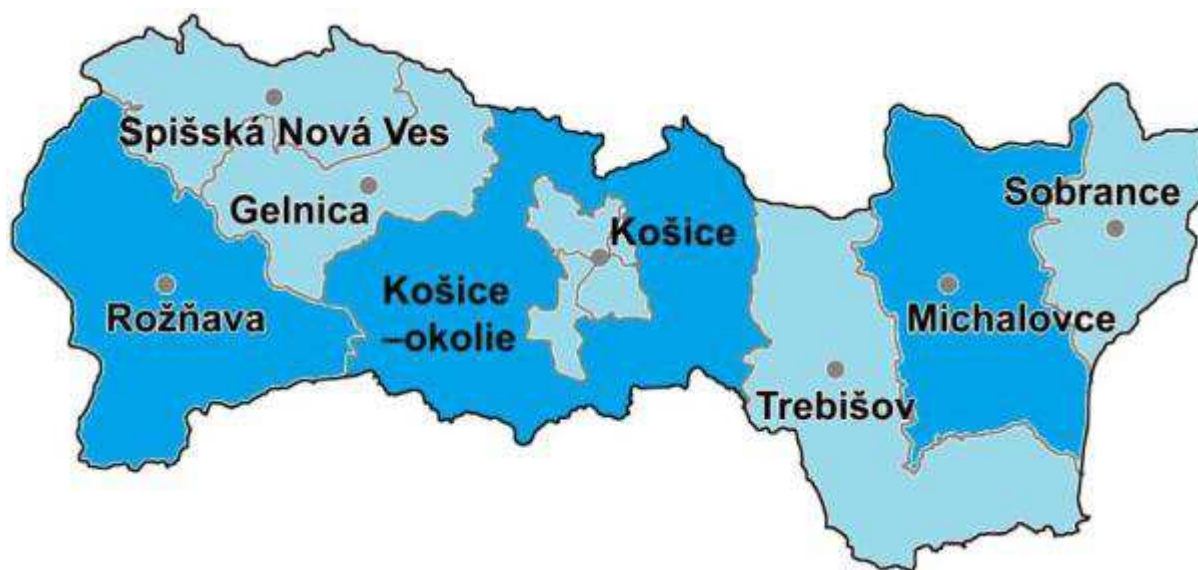 Spišská Nová Ves
Gelnica
Rožňava
Košice
Košice
–okolie
Sobrance
Michalovce
Trebišov